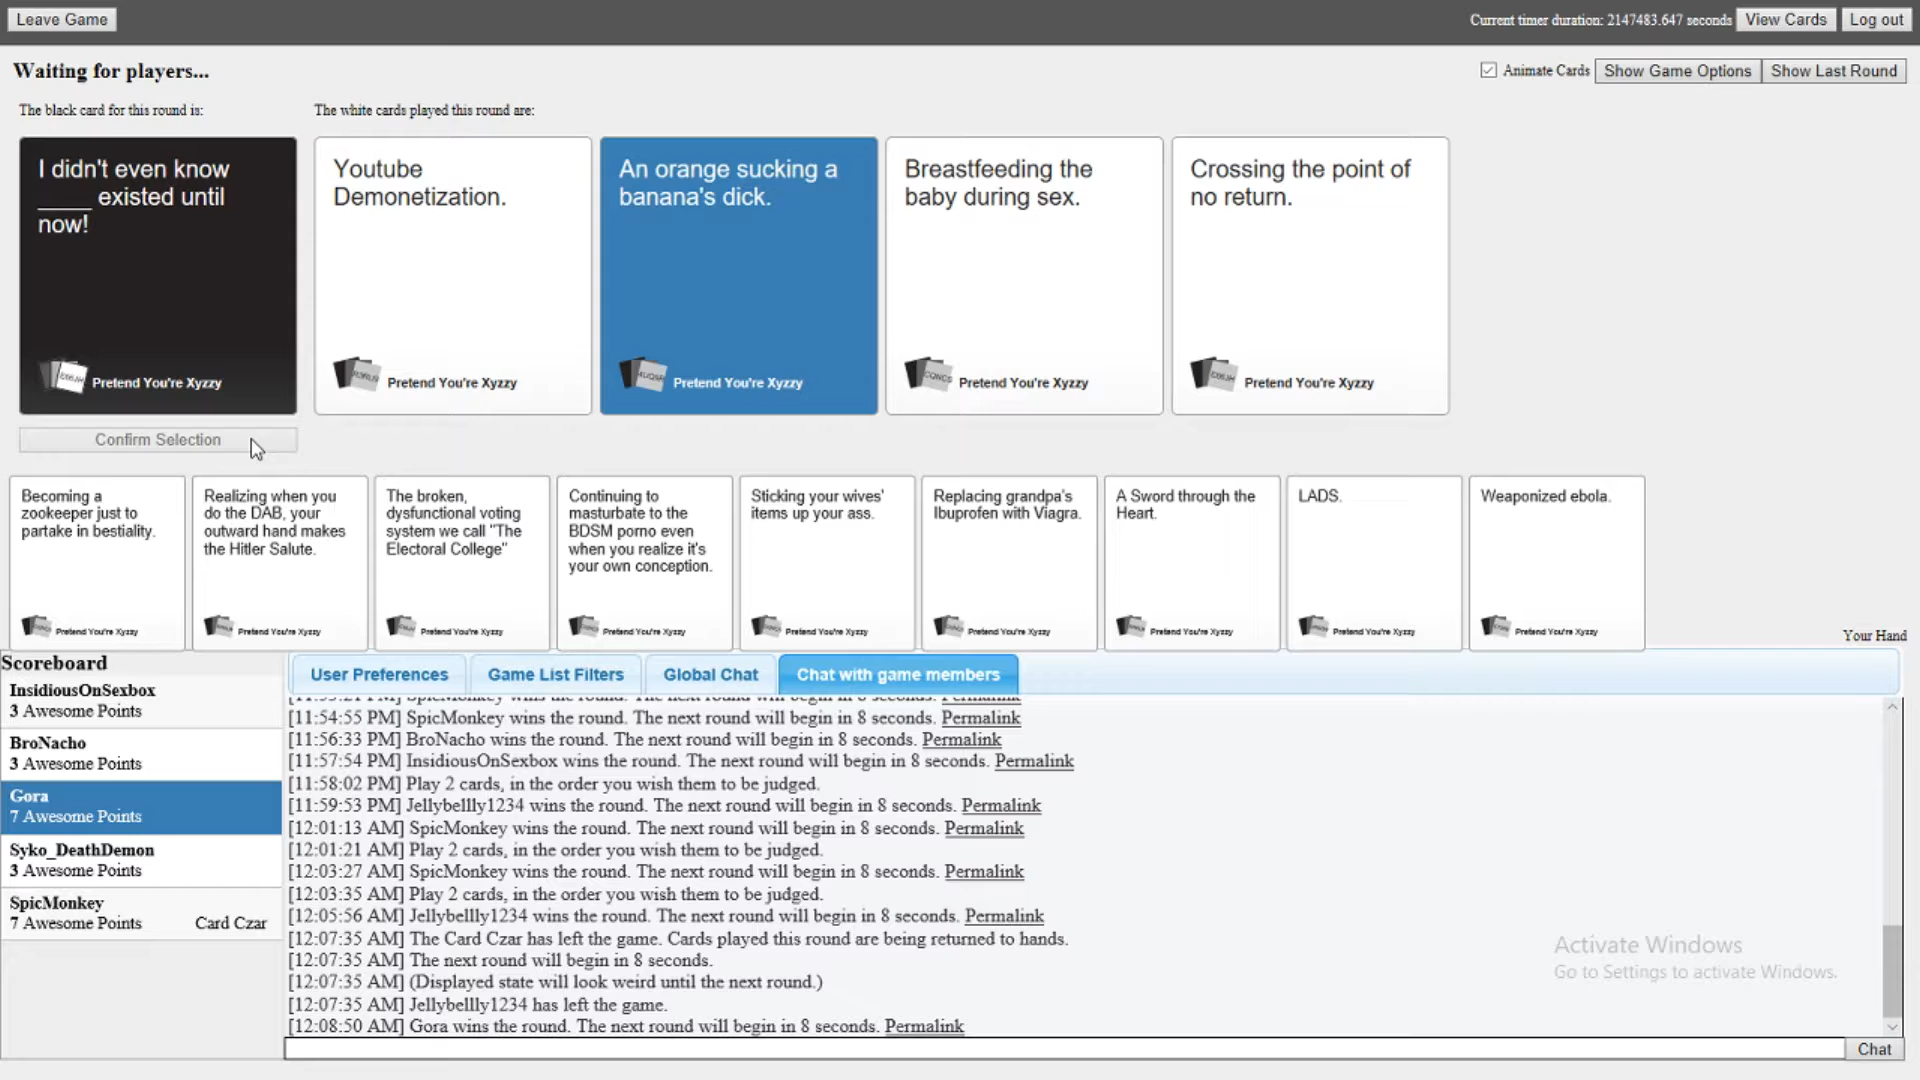 Leave Game
Current timer duration: 2147483.647 seconds
View Cards
Log out
Waiting for players...
Animate Cards
Show Game Options
Show Last Round
The black card for this round is:
The white cards played this round are:
I didn't even know
____ existed until
now!
Pretend You're Xyzzy
Youtube
Demonetization.
Pretend You're Xyzzy
An orange sucking a
banana's dick.
Pretend You're Xyzzy
Breastfeeding the
baby during sex.
Pretend You're Xyzzy
Crossing the point of
no return.
Pretend You're Xyzzy
Confirm Selection
Becoming a
zookeeper just to
partake in bestiality.
Pretend You're Xyzzy
Realizing when you
do the DAB, your
outward hand makes
the Hitler Salute.
Pretend You're Xyzzy
The broken,
dysfunctional voting
system we call "The
Electoral College"
Pretend You're Xyzzy
Continuing to
masturbate to the
BDSM porno even
when you realize it's
your own conception.
Pretend You're Xyzzy
Sticking your wives'
items up your ass.
Pretend You're Xyzzy
Replacing grandpa's
Ibuprofen with Viagra.
Pretend You're Xyzzy
A Sword through the
Heart.
Pretend You're Xyzzy
LADS.
Pretend You're Xyzzy
Weaponized ebola.
Pretend You're Xyzzy
Your Hand
Scoreboard
InsidiousOnSexbox
3 Awesome Points
BroNacho
3 Awesome Points
Gora
7 Awesome Points
Syko_DeathDemon
3 Awesome Points
SpicMonkey
7 Awesome Points Card Czar
User Preferences
Game List Filters
Global Chat
Chat with game members
[11:54:55 PM] SpicMonkey wins the round. The next round will begin in 8 seconds. Permalink
[11:56:33 PM] BroNacho wins the round. The next round will begin in 8 seconds. Permalink
[11:57:54 PM] InsidiousOnSexbox wins the round. The next round will begin in 8 seconds. Permalink
[11:58:02 PM] Play 2 cards, in the order you wish them to be judged.
[11:59:53 PM] Jellybellly1234 wins the round. The next round will begin in 8 seconds. Permalink
[12:01:13 AM] SpicMonkey wins the round. The next round will begin in 8 seconds. Permalink
[12:01:21 AM] Play 2 cards, in the order you wish them to be judged.
[12:03:27 AM] SpicMonkey wins the round. The next round will begin in 8 seconds. Permalink
[12:03:35 AM] Play 2 cards, in the order you wish them to be judged.
[12:05:56 AM] Jellybellly1234 wins the round. The next round will begin in 8 seconds. Permalink
[12:07:35 AM] The Card Czar has left the game. Cards played this round are being returned to hands.
[12:07:35 AM] The next round will begin in 8 seconds.
[12:07:35 AM] (Displayed state will look weird until the next round.)
[12:07:35 AM] Jellybellly1234 has left the game.
[12:08:50 AM] Gora wins the round. The next round will begin in 8 seconds. Permalink
Chat
Activate Windows
Go to Settings to activate Windows.